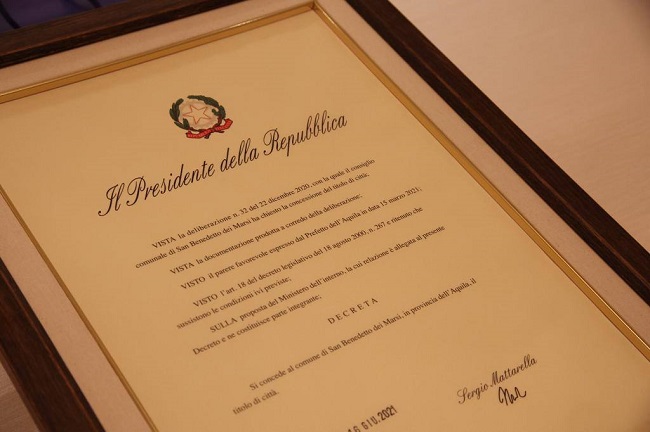 Il Presidente della Repubblica
VISTA la deliberazione n. 32 del 22 dicembre 2020, con la quale il consiglio
comunale di San Benedetto dei Marsi ha chiesto la concessione del titolo di città;
VISTA la documentazione prodotta a corredo della deliberazione;
VISTO il parere favorevole espresso dal Prefetto dell'Aquila in data 15 marzo 2021;
VISTO l'art. 18 del decreto legislativo del 18 agosto 2000, n. 267 e ritenuto che
sussistono le condizioni ivi previste;
SULLA proposta del Ministero dell'interno, la cui relazione è allegata al presente
Decreto e ne costituisce parte integrante;
DECRETA
Si concede al comune di San Benedetto dei Marsi, in provincia dell'Aquila, il
titolo di città.
Sergio Mattarella
16 GIU. 2021